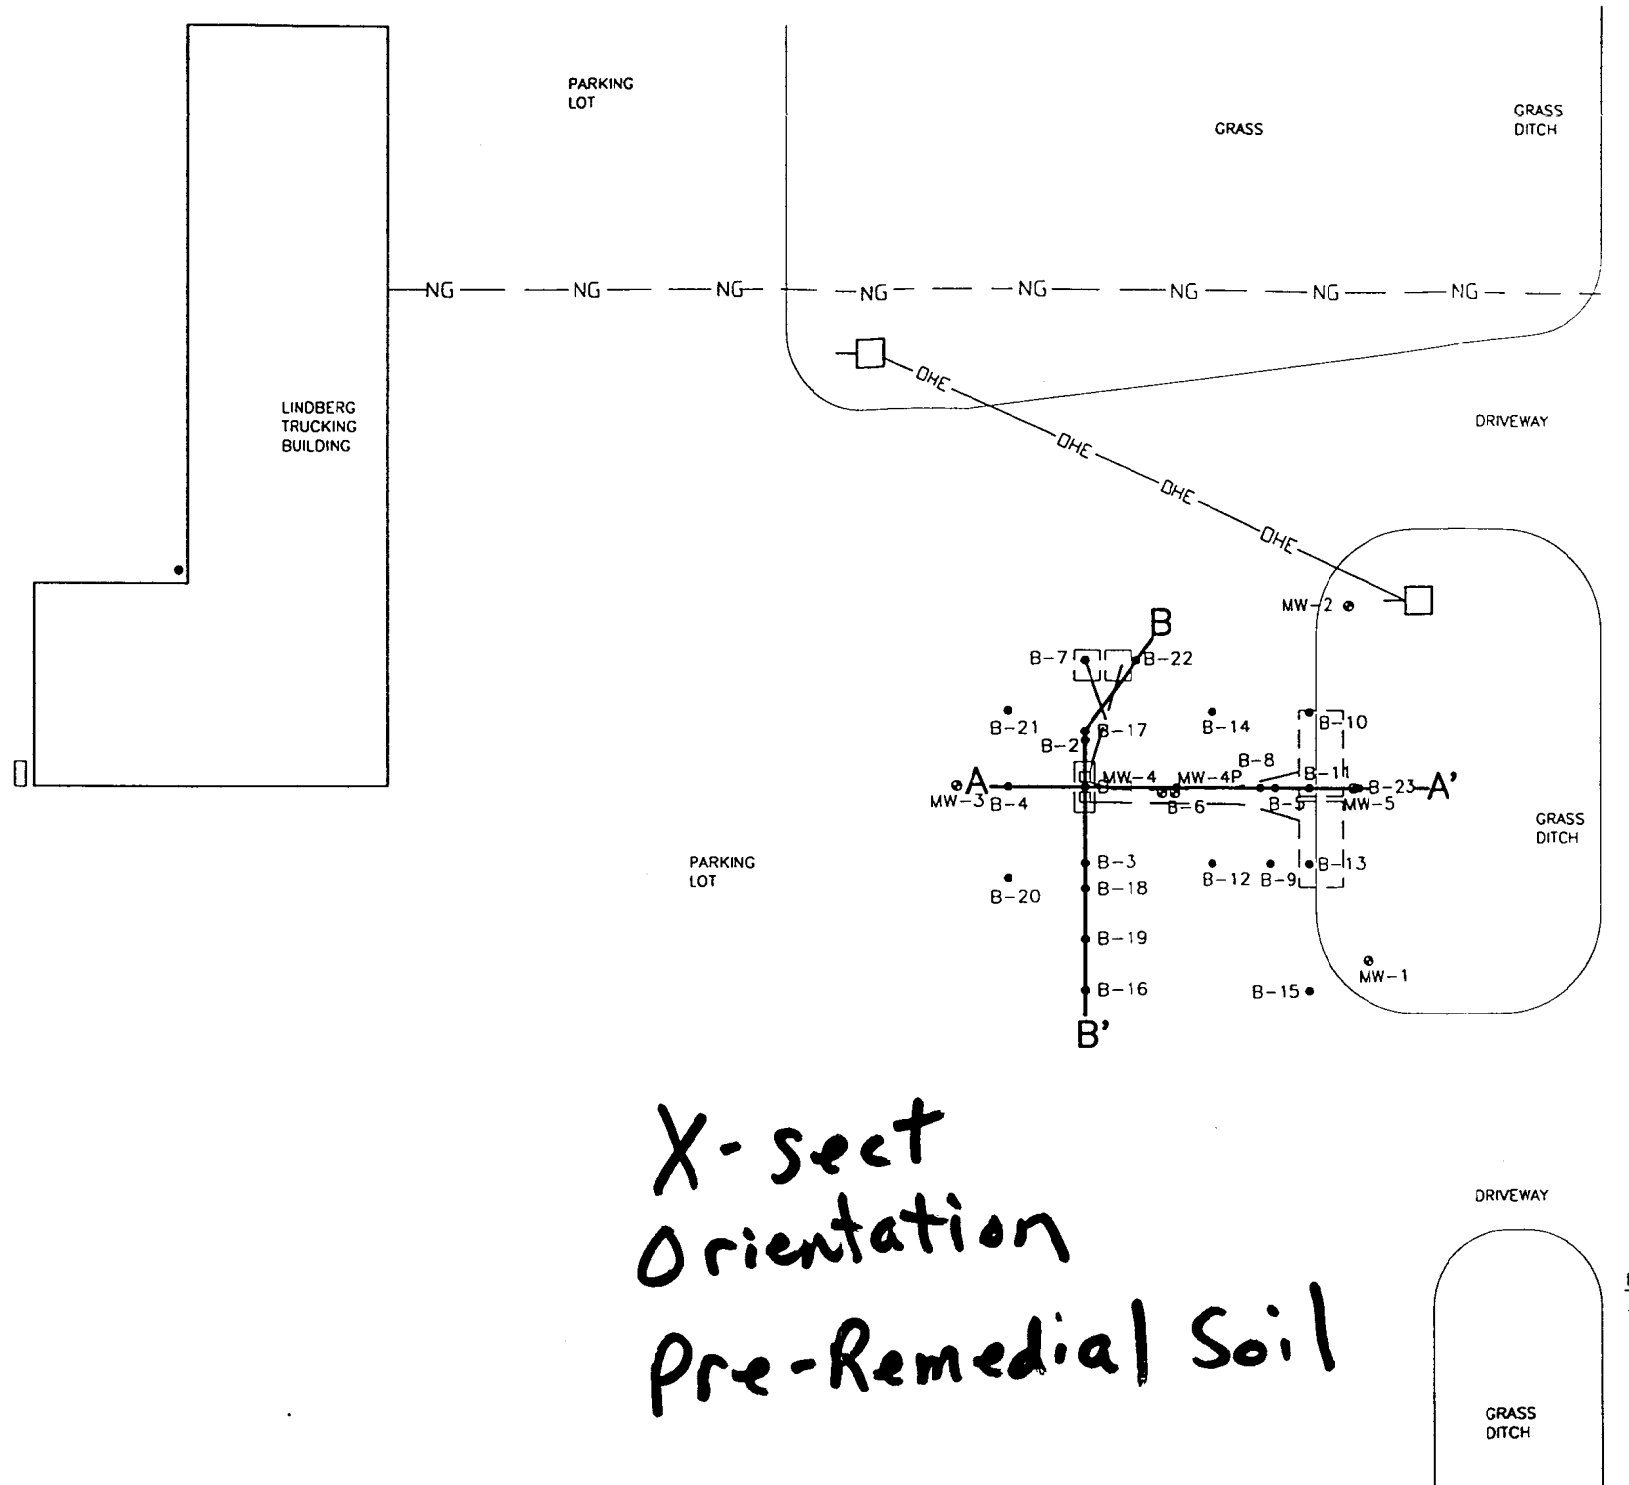 PARKING
LOT
GRASS
GRASS
DITCH
NG NG NG NG NG NG NG NG
OHE
OHE
OHE
OHE
LINDBERG
TRUCKING
BUILDING
DRIVEWAY
MW-2
B
B-7
B-22
B-21
B-17
B-14
B-10
B-2
B-8
A
MW-4
MW-4P
B-11
B-23
A'
MW-3
B-4
B-6
B-5
MW-5
GRASS
DITCH
PARKING
LOT
B-3
B-12
B-9
B-13
B-20
B-18
B-19
MW-1
B-16
B-15
B'
X-sect
Orientation
Pre-Remedial Soil
DRIVEWAY
GRASS
DITCH